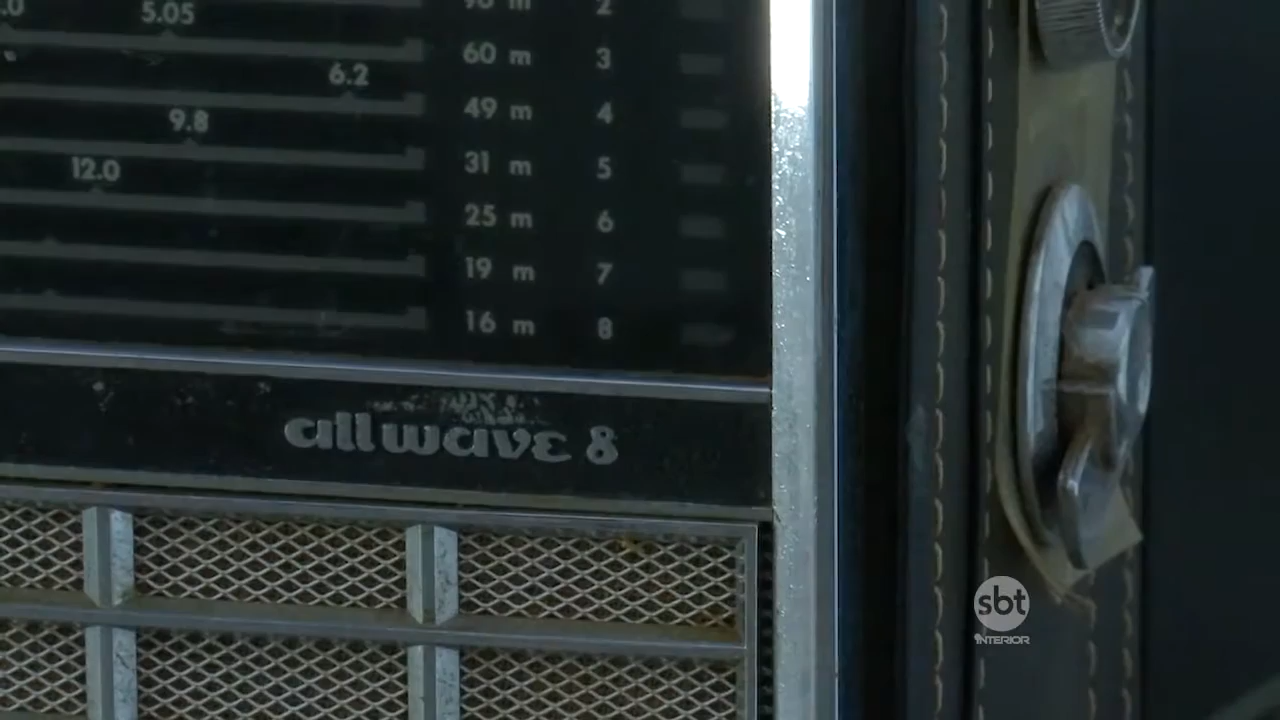 5.05
2
60 m 3
6.2
49 m 4
9.8
31 m 5
12.0
25 m 6
19 m 7
16 m 8
allwave 8
sbt
INTERIOR